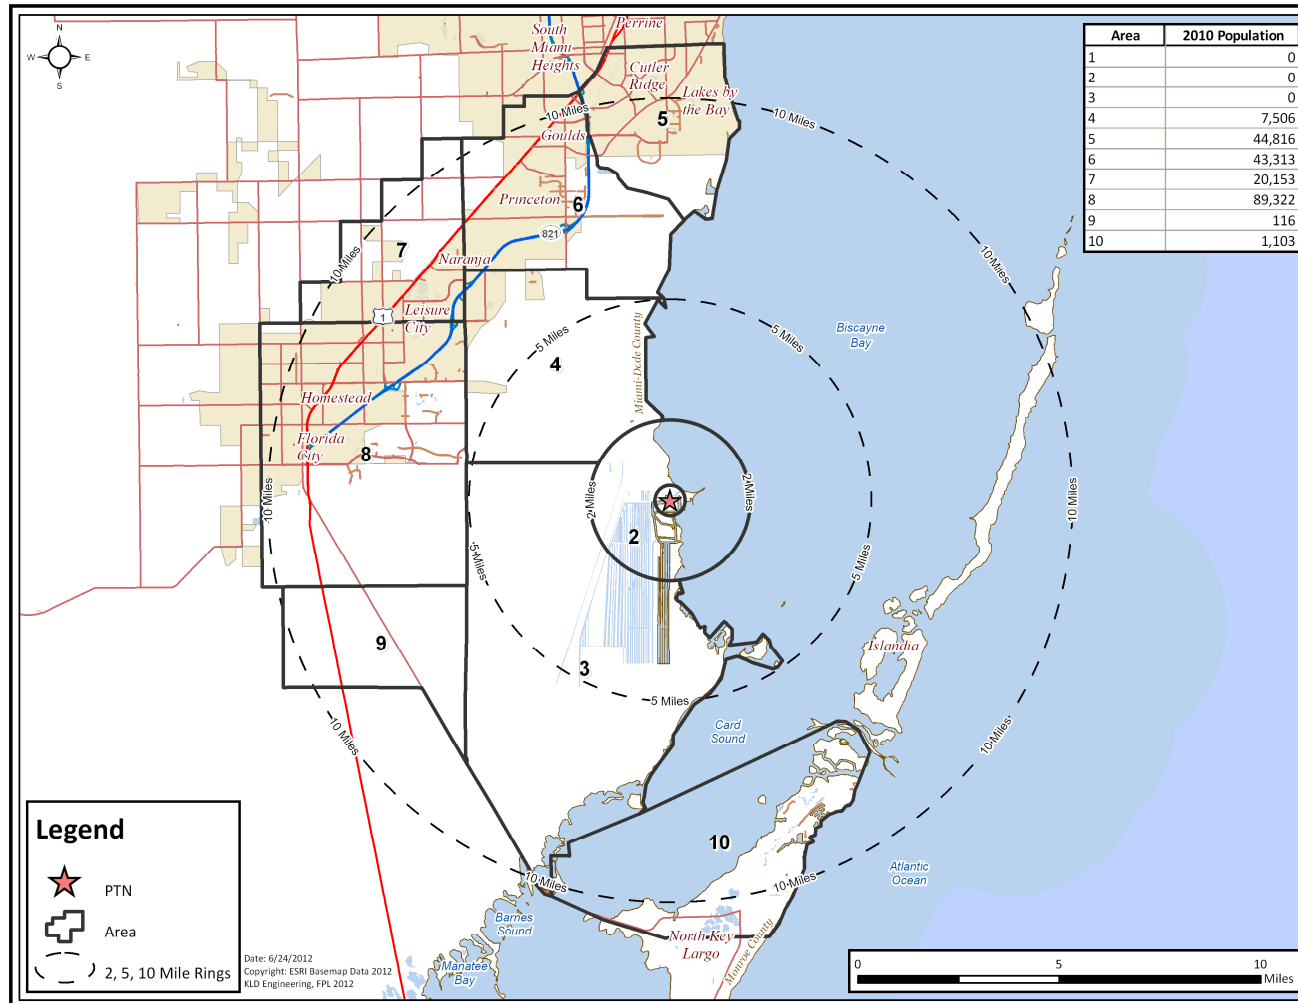 N
W E
S
Perrine
South
Miami
Heights
Cutler
Ridge
Lakes by
the Bay
10 Miles
10 Miles
5
Goulds
Princeton
6
821
7
10 Miles
Naranja
10 Miles
Leisure
City
1
Miami-Dade County
5 Miles
5 Miles
Biscayne
Bay
4
Homestead
Florida
City
8
10 Miles
2 Miles
2 Miles
10 Miles
2
5 Miles
5 Miles
9
3
Islandia
5 Miles
Card
Sound
10 Miles
10 Miles
10
10 Miles
10 Miles
Atlantic
Ocean
Barnes
Sound
North Key
Largo
Monroe County
Manatee
Bay
Area 2010 Population
1 0
2 0
3 0
4 7,506
5 44,816
6 43,313
7 20,153
8 89,322
9 116
10 1,103
Legend
PTN
Area
2, 5, 10 Mile Rings
Date: 6/24/2012
Copyright: ESRI Basemap Data 2012
KLD Engineering, FPL 2012
0 5 10
Miles